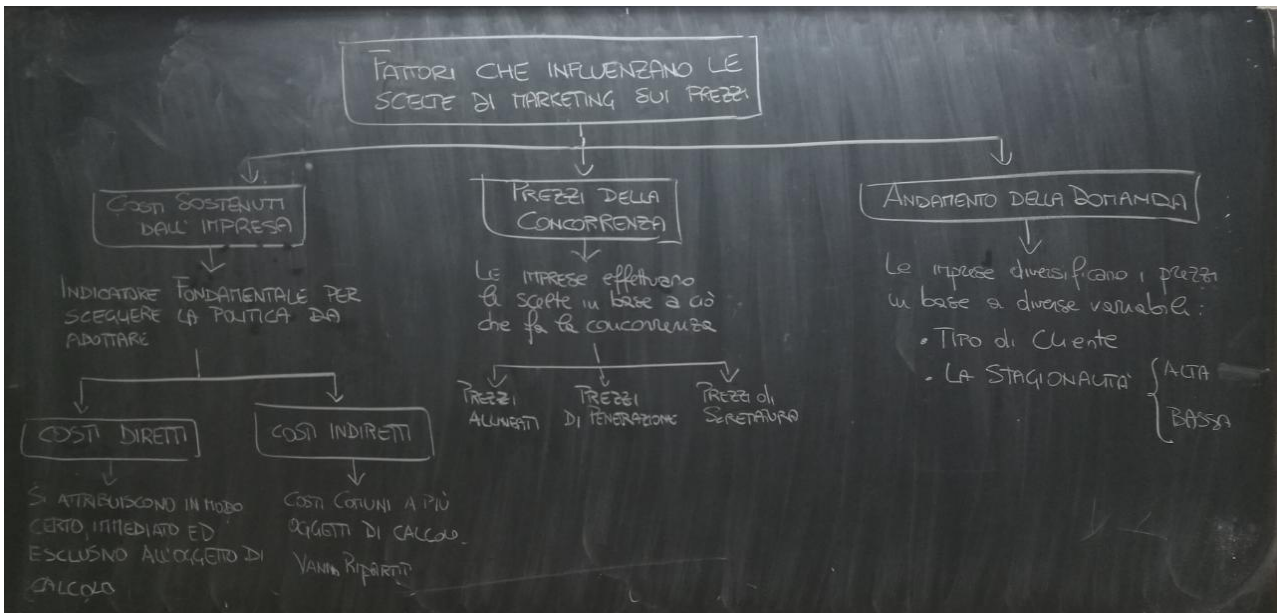 FATTORI CHE INFLUENZANO LE
SCELTE DI MARKETING SUI PREZZI
COSTI SOSTENUTI
DALL'IMPRESA
INDICATORE FONDAMENTALE PER
SCEGLIERE LA POLITICA DA
ADOTTARE
COSTI DIRETTI
SI ATTRIBUISCONO IN MODO
CERTO, IMMEDIATO ED
ESCLUSIVO ALL'OGGETTO DI
CALCOLO
COSTI INDIRETTI
COSTI COMUNI A PIÙ
OGGETTI DI CALCOLO.
VANNO RIPARTITI
PREZZI DELLA
CONCORRENZA
LE IMPRESE effettuano
le scelte in base a ciò
che fa la concorrenza
PREZZI
ALLINEATI
PREZZI
DI PENETRAZIONE
PREZZI di
SCREMATURA
ANDAMENTO DELLA DOMANDA
Le imprese diversificano i prezzi
in base a diverse variabili:
• TIPO di Cliente
• LA STAGIONALITÀ
ALTA
BASSA